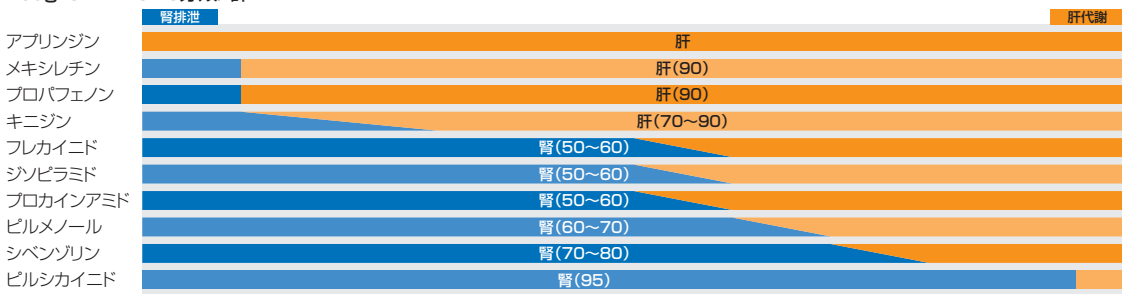 腎排泄 肝代謝
アプリンジン 肝
メキシレチン 肝(90)
プロパフェノン 肝(90)
キニジン 肝(70～90)
フレカイニド 腎(50～60)
ジソピラミド 腎(50～60)
プロカインアミド 腎(50～60)
ピルメノール 腎(60～70)
シベンゾリン 腎(70～80)
ピルシカイニド 腎(95)